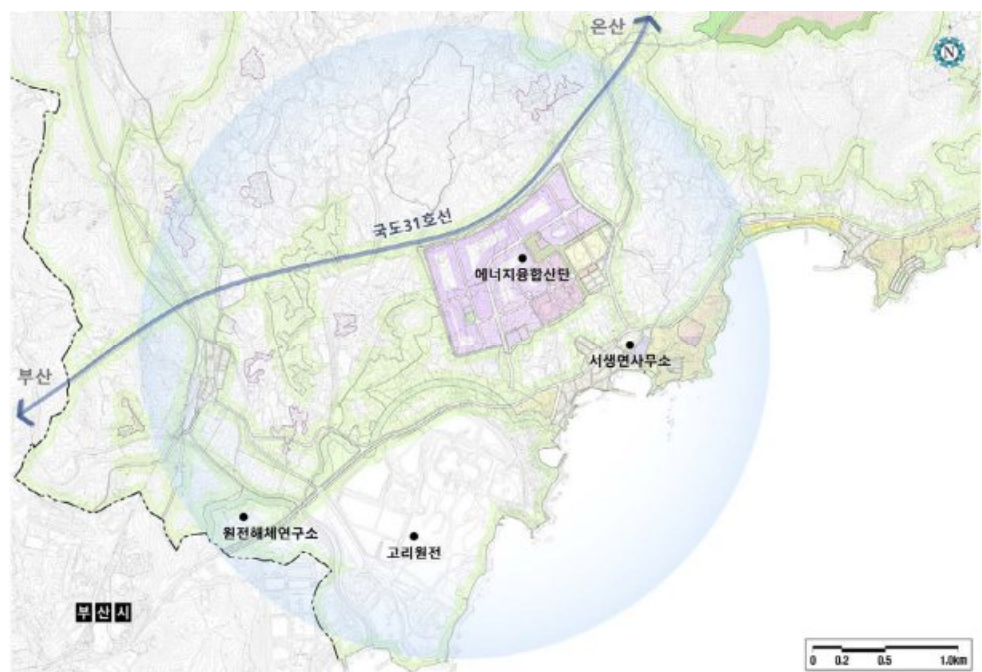 온산
N
국도31호선
에너지융합산단
서생면사무소
부산
원전해체연구소
고리원전
부산시
0 0.2 0.5 1.0km